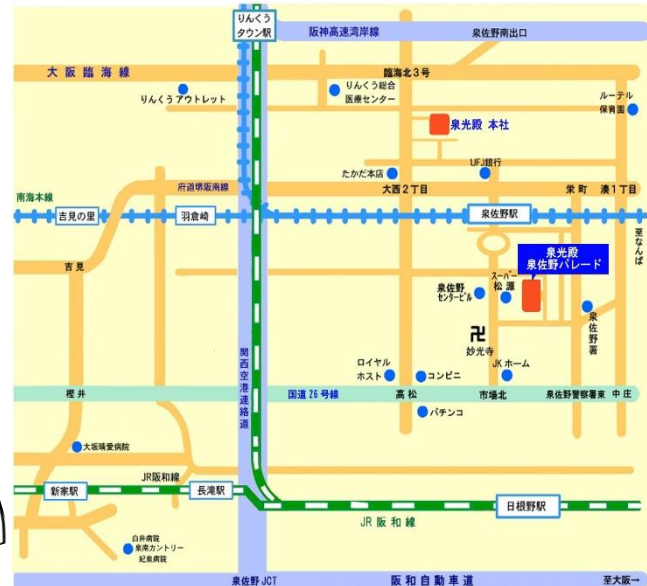 りんくう
タウン駅
阪神高速湾岸線
泉佐野南出口
大阪臨海線
臨海北3号
りんくうアウトレット
りんくう総合
医療センター
ルーテル
保育園
泉光殿 本社
たかだ本店
UFJ銀行
南海本線
府道堺阪南線
大西2丁目
栄町
湊1丁目
吉見の里
羽倉崎
泉佐野駅
至なんば
吉見
泉光殿
泉佐野パレード
スーパー
松源
泉佐野
センタービル
泉佐野署
関西空港連絡道
卍
妙光寺
ロイヤル
ホスト
コンビニ
JKホーム
樫井
国道26号線
高松
市場北
泉佐野警察署東
中庄
パチンコ
大阪晴愛病院
JR阪和線
新家駅
長滝駅
日根野駅
JR阪和線
白井病院
泉南カントリー
紀泉病院
泉佐野JCT
阪和自動車道
至大阪→